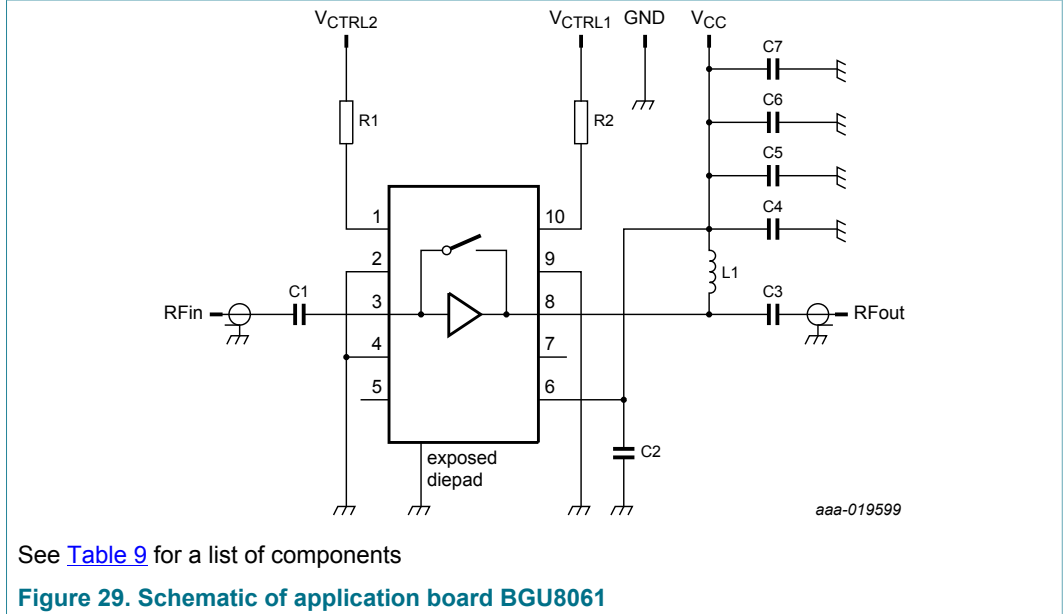 VCTRL2
VCTRL1 GND VCC
C7
C6
R1
R2
C5
C4
1
10
2
9
L1
C1
3
8
C3
RFin
RFout
4
7
5
6
C2
exposed
diepad
aaa-019599
See Table 9 for a list of components
Figure 29. Schematic of application board BGU8061